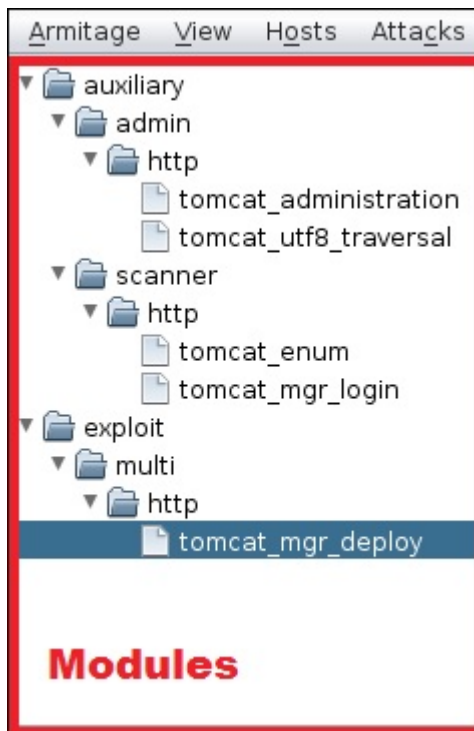 Armitage View Hosts Attacks
auxiliary
admin
http
tomcat_administration
tomcat_utf8_traversal
scanner
http
tomcat_enum
tomcat_mgr_login
exploit
multi
http
tomcat_mgr_deploy
Modules